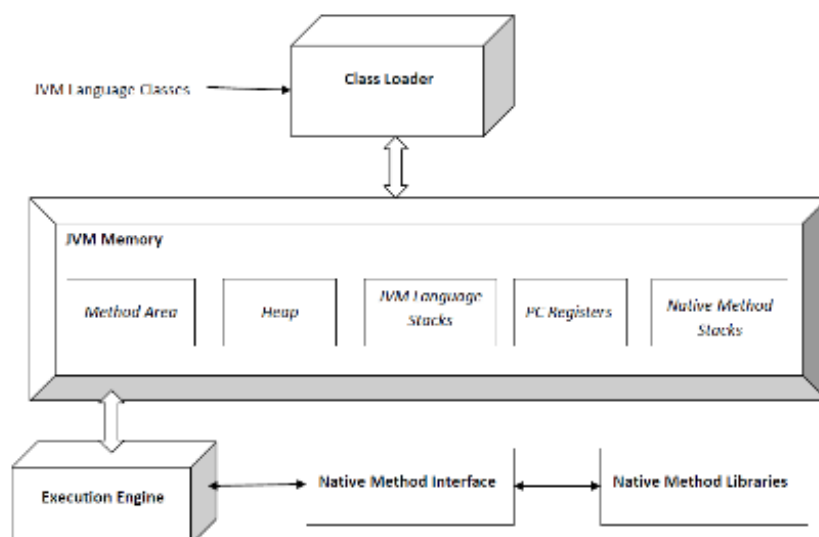 Class Loader
JVM Language Classes
JVM Memory
Method Area
Heap
JVM Language
Stacks
PC Registers
Native Method
Stacks
Execution Engine
Native Method Interface
Native Method Libraries